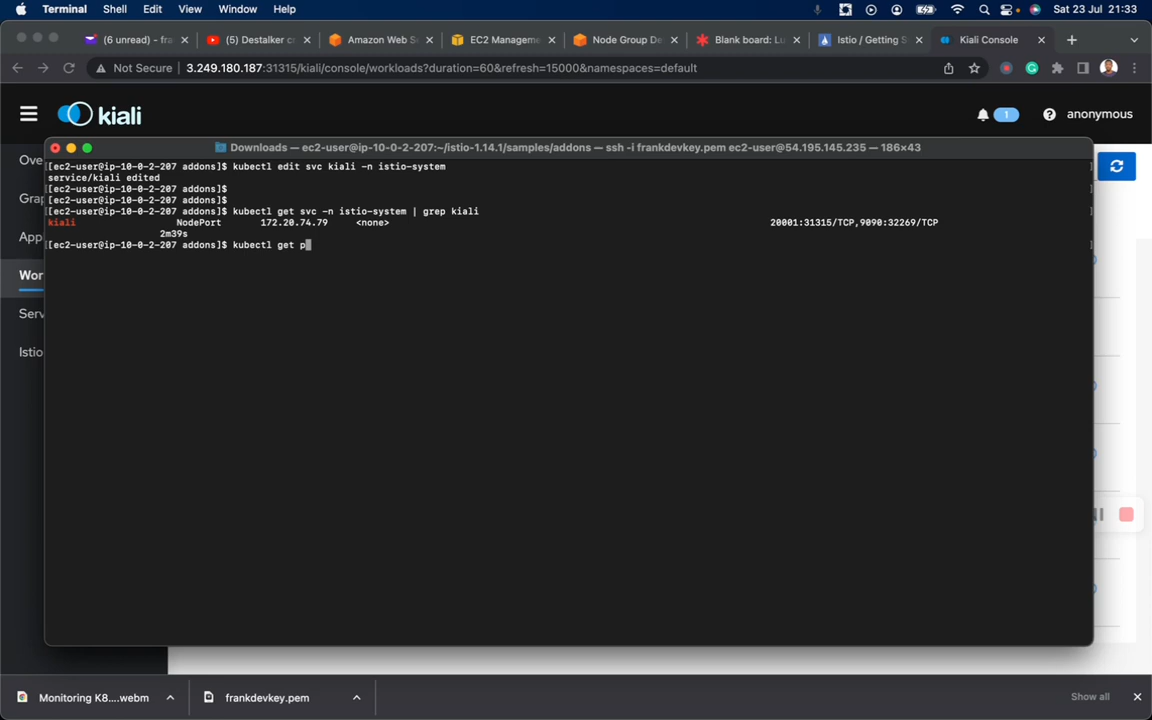 Terminal Shell Edit View Window Help Sat 23 Jul 21:33
(6 unread) - fra (5) Destalker c Amazon Web S EC2 Manageme Node Group De Blank board: Lu Istio / Getting S Kiali Console
Not Secure 3.249.180.187:31315/kiali/console/workloads?duration=60&refresh=15000&namespaces=default
kiali 1 anonymous
Downloads — ec2-user@ip-10-0-2-207:~/istio-1.14.1/samples/addons — ssh -i frankdevkey.pem ec2-user@54.195.145.235 — 186×43
Ove
Gra
App
Wor
Serv
Istio
[[ec2-user@ip-10-0-2-207 addons]$ kubectl edit svc kiali -n istio-system ]
service/kiali edited
[[ec2-user@ip-10-0-2-207 addons]$ ]
[[ec2-user@ip-10-0-2-207 addons]$ ]
[[ec2-user@ip-10-0-2-207 addons]$ kubectl get svc -n istio-system | grep kiali ]
kiali NodePort 172.20.74.79 <none> 20001:31315/TCP,9090:32269/TCP
2m39s
[[ec2-user@ip-10-0-2-207 addons]$ kubectl get p
Monitoring K8....webm frankdevkey.pem Show all